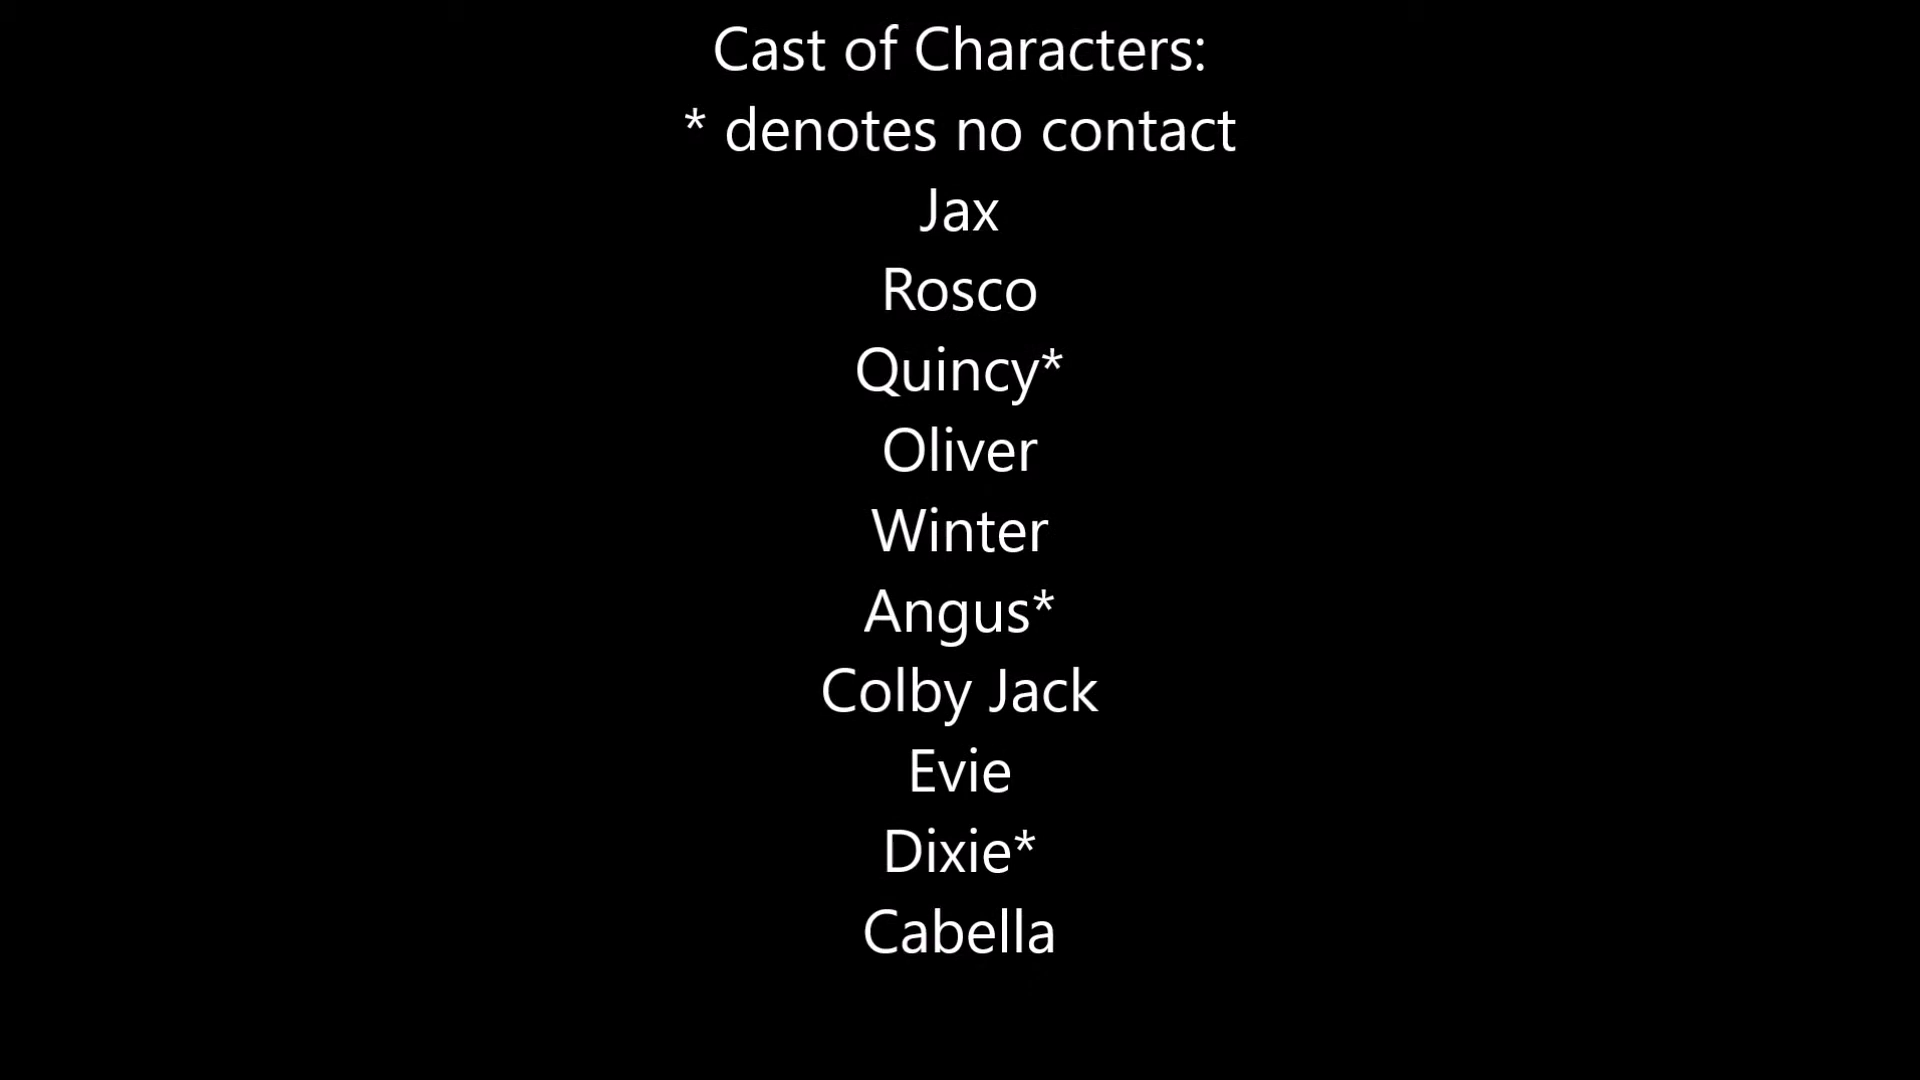 Cast of Characters:
* denotes no contact
Jax
Rosco
Quincy*
Oliver
Winter
Angus*
Colby Jack
Evie
Dixie*
Cabella